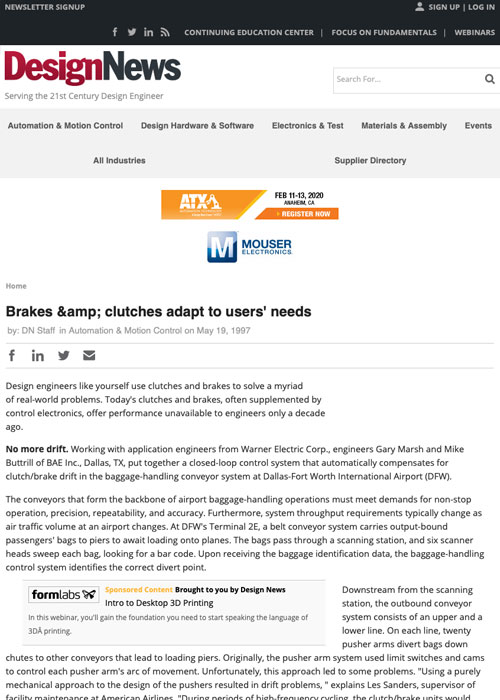 NEWSLETTER SIGNUP
SIGN UP | LOG IN
CONTINUING EDUCATION CENTER | FOCUS ON FUNDAMENTALS | WEBINARS
DesignNews
Serving the 21st Century Design Engineer
Search For...
Automation & Motion Control Design Hardware & Software Electronics & Test Materials & Assembly Events
All Industries Supplier Directory
ATX
FEB 11-13, 2020
ANAHEIM, CA
REGISTER NOW
M MOUSER
ELECTRONICS
Home
Brakes &amp; clutches adapt to users' needs
by: DN Staff in Automation & Motion Control on May 19, 1997
Design engineers like yourself use clutches and brakes to solve a myriad
of real-world problems. Today's clutches and brakes, often supplemented by
control electronics, offer performance unavailable to engineers only a decade
ago.
No more drift. Working with application engineers from Warner Electric Corp., engineers Gary Marsh and Mike
Buttrill of BAE Inc., Dallas, TX, put together a closed-loop control system that automatically compensates for
clutch/brake drift in the baggage-handling conveyor system at Dallas-Fort Worth International Airport (DFW).
The conveyors that form the backbone of airport baggage-handling operations must meet demands for non-stop
operation, precision, repeatability, and accuracy. Furthermore, system throughput requirements typically change as
air traffic volume at an airport changes. At DFW's Terminal 2E, a belt conveyor system carries output-bound
passengers' bags to piers to await loading onto planes. The bags pass through a scanning station, and six scanner
heads sweep each bag, looking for a bar code. Upon receiving the baggage identification data, the baggage-handling
control system identifies the correct divert point.
formlabs
Sponsored Content Brought to you by Design News
Intro to Desktop 3D Printing
In this webinar, you'll gain the foundation you need to start speaking the language of
3DÂ printing.
Downstream from the scanning
station, the outbound conveyor
system consists of an upper and a
lower line. On each line, twenty
pusher arms divert bags down
chutes to other conveyors that lead to loading piers. Originally, the pusher arm system used limit switches and cams
to control each pusher arm's arc of movement. Unfortunately, this approach led to some problems. "Using a purely
mechanical approach to the design of the pushers resulted in drift problems, " explains Les Sanders, supervisor of
facility maintenance at American Airlines. "During periods of high-frequency cycling, the clutch/brake units would